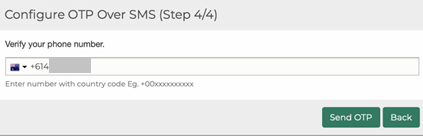 Configure OTP Over SMS (Step 4/4)
Verify your phone number.
+614
Enter number with country code Eg. +00xxxxxxxxxx
Send OTP Back